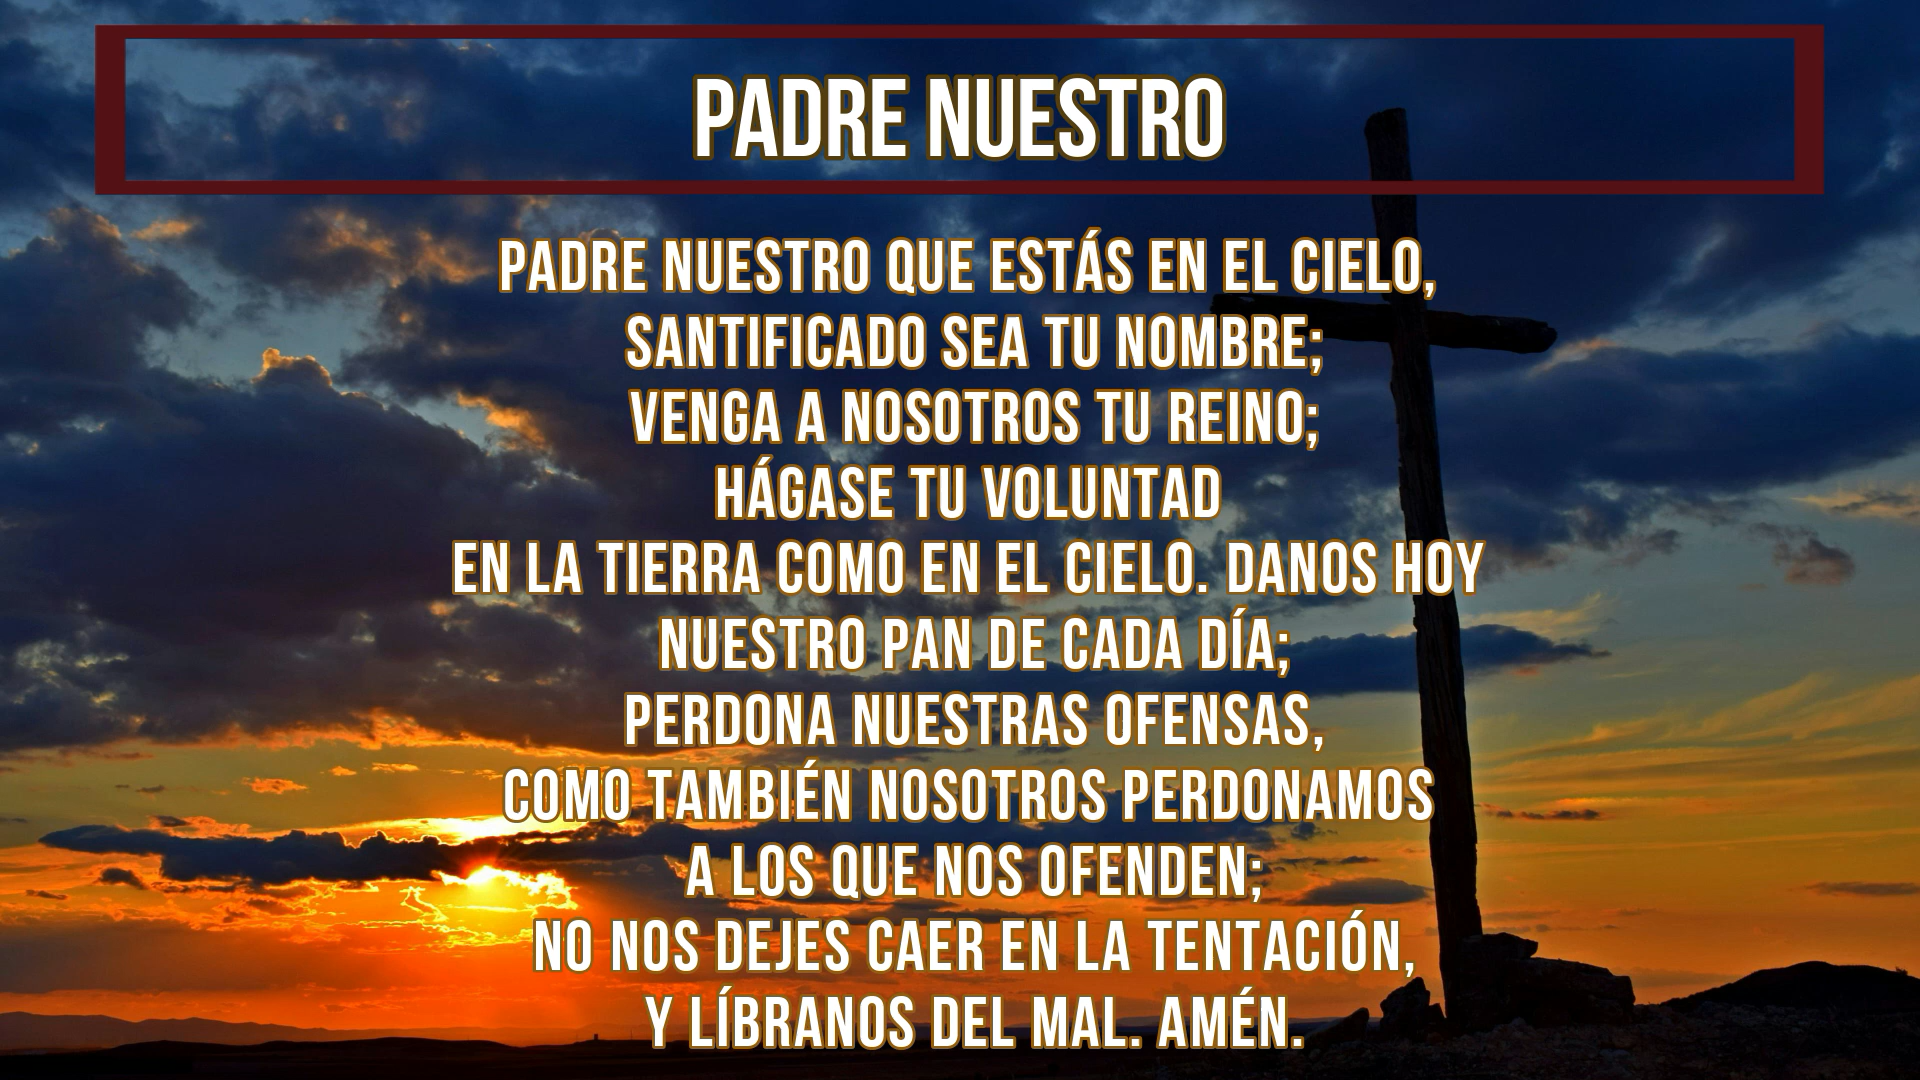 PADRE NUESTRO
PADRE NUESTRO QUE ESTÁS EN EL CIELO,
SANTIFICADO SEA TU NOMBRE;
VENGA A NOSOTROS TU REINO;
HÁGASE TU VOLUNTAD
EN LA TIERRA COMO EN EL CIELO. DANOS HOY
NUESTRO PAN DE CADA DÍA;
PERDONA NUESTRAS OFENSAS,
COMO TAMBIÉN NOSOTROS PERDONAMOS
A LOS QUE NOS OFENDEN;
NO NOS DEJES CAER EN LA TENTACIÓN,
Y LÍBRANOS DEL MAL. AMÉN.